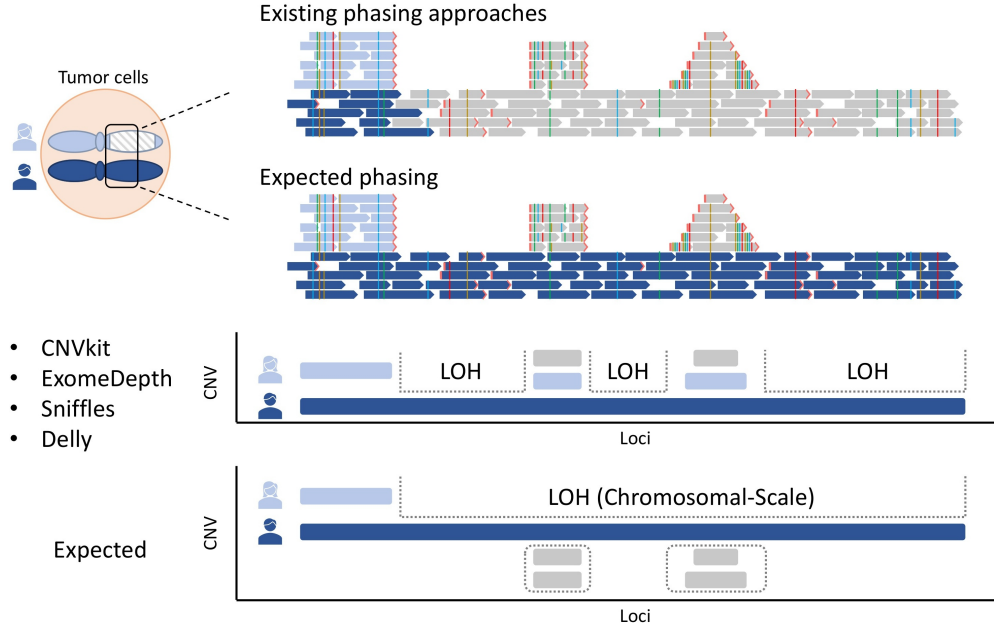 Existing phasing approaches
Tumor cells
Expected phasing
• CNVkit
• ExomeDepth
• Sniffles
• Delly
CNV
LOH
LOH
LOH
Loci
Expected
CNV
LOH (Chromosomal-Scale)
Loci